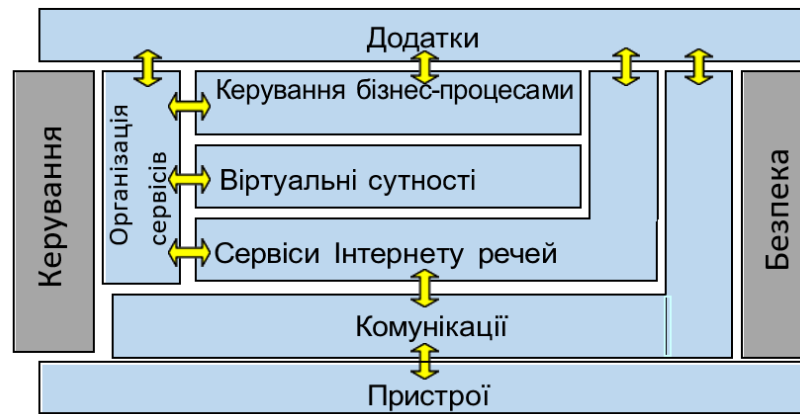 Додатки
Керування
Організація
сервісів
Керування бізнес-процесами
Віртуальні сутності
Сервіси Інтернету речей
Безпека
Комунікації
Пристрої